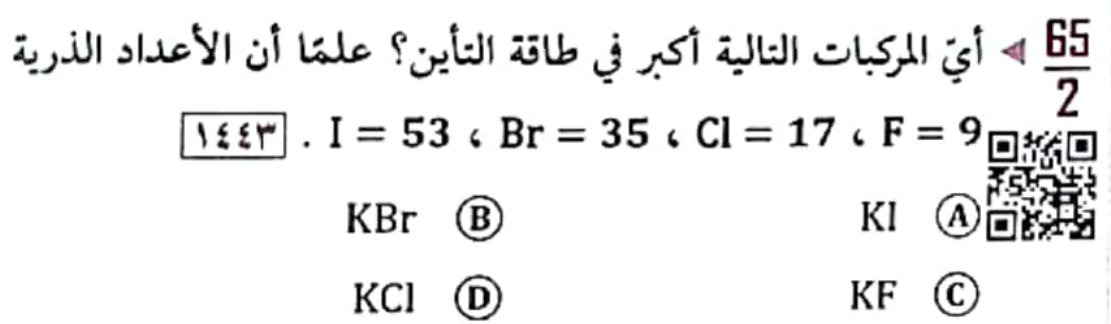 65/2 ◄ أيّ المركبات التالية أكبر في طاقة التأين؟ علمًا أن الأعداد الذرية
F = 9 ، Cl = 17 ، Br = 35 ، I = 53 . ١٤٤٣
A KI B KBr
C KF D KCl